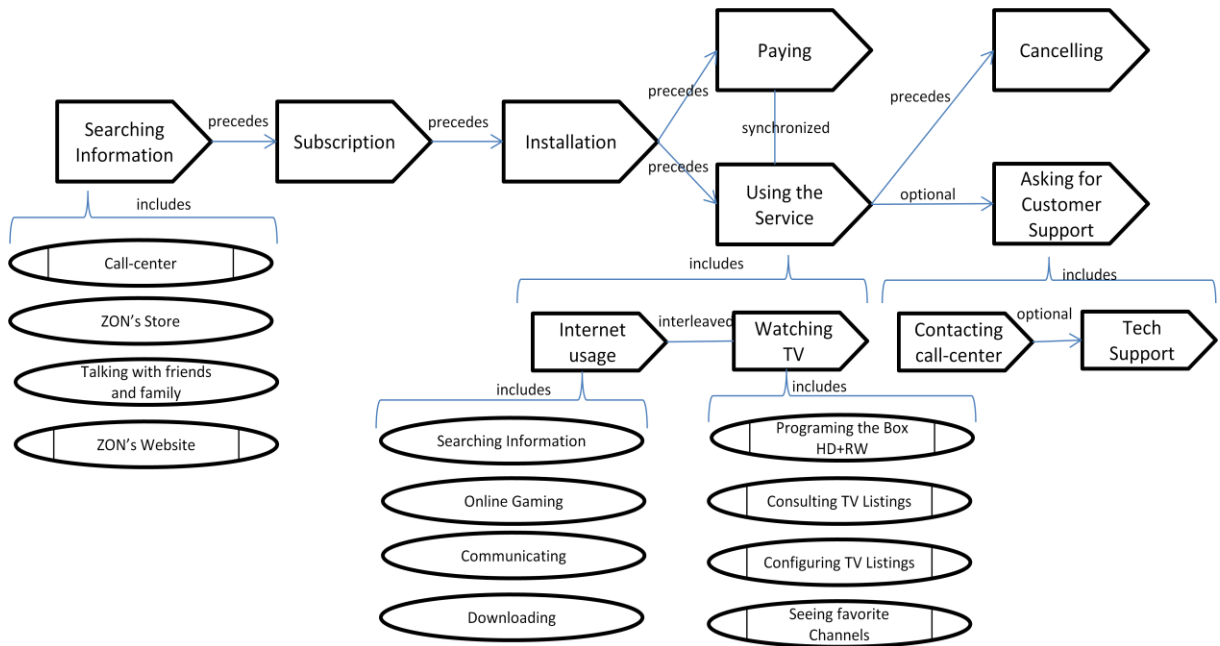 Paying
Cancelling
precedes
precedes
Searching
Information
precedes
Subscription
precedes
Installation
synchronized
precedes
Using the
Service
optional
Asking for
Customer
Support
includes
includes
includes
Call-center
ZON's Store
Talking with friends
and family
ZON's Website
Internet
usage
interleaved
Watching
TV
Contacting
call-center
optional
Tech
Support
includes
includes
Searching Information
Online Gaming
Communicating
Downloading
Programing the Box
HD+RW
Consulting TV Listings
Configuring TV Listings
Seeing favorite
Channels